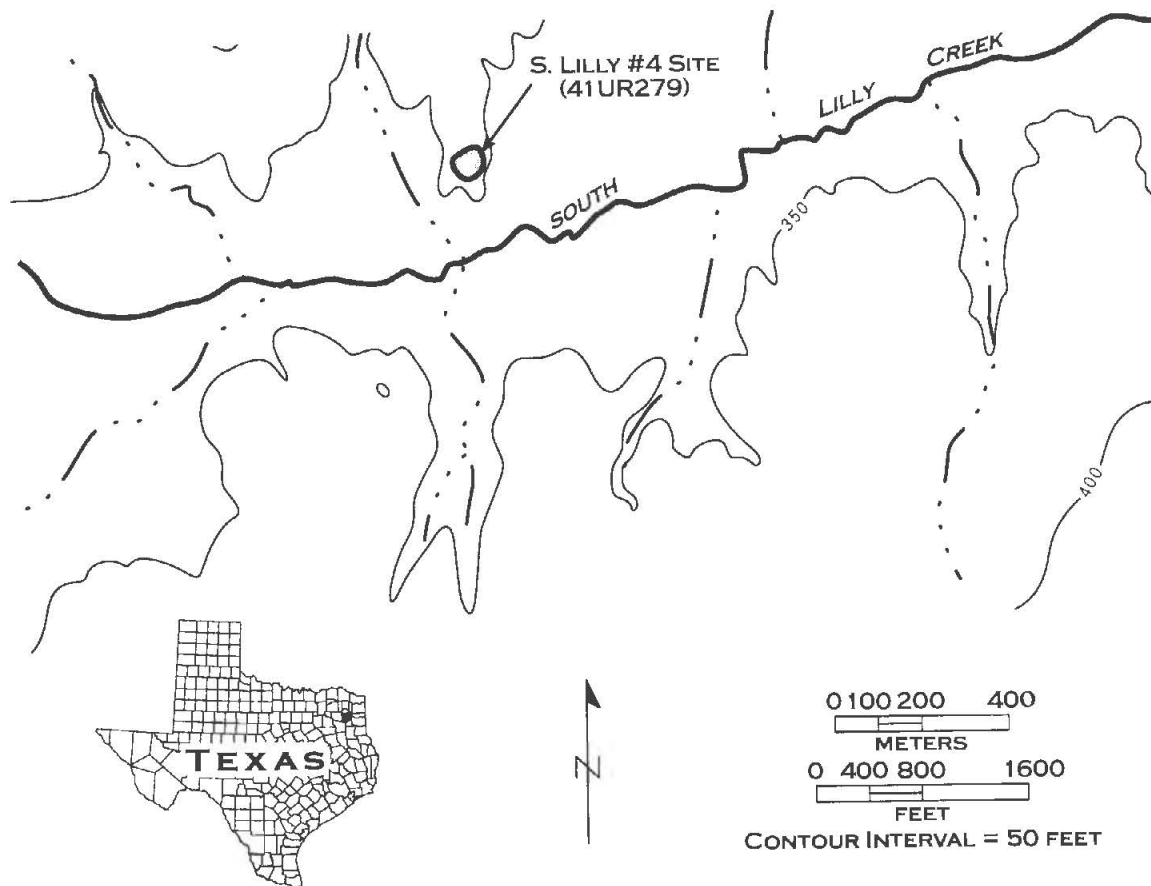 S. LILLY #4 SITE
(41UR279)
SOUTH LILLY CREEK
350
400
TEXAS
N
0 100 200 400
METERS
0 400 800 1600
FEET
CONTOUR INTERVAL = 50 FEET